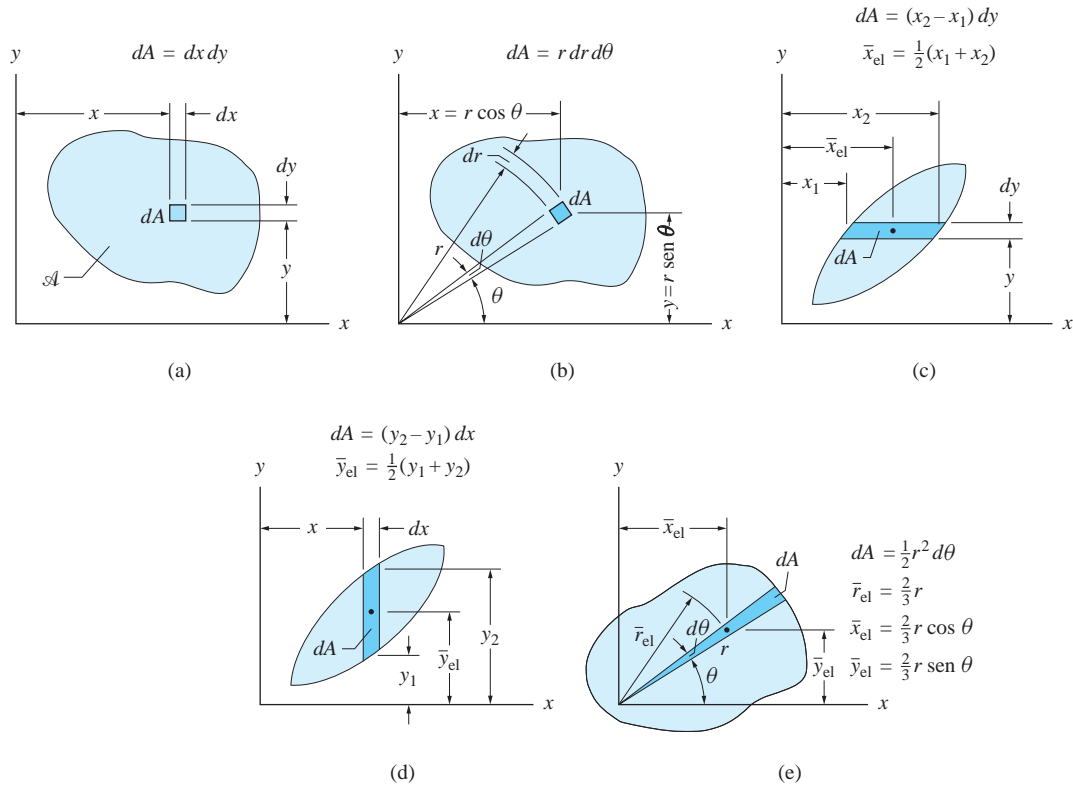 dA = dx dy
y
x
dx
dy
dA
𝒜
y
x
(a)
dA = r dr dθ
y
x = r cos θ
dr
dA
dθ
r
θ
y = r sen θ
x
(b)
dA = (x₂ – x₁) dy
x̄el = ½(x₁ + x₂)
y
x₂
x̄el
x₁
dy
dA
y
x
(c)
dA = (y₂ – y₁) dx
ȳel = ½(y₁ + y₂)
y
x
dx
dA
y₂
ȳel
y₁
x
(d)
y
x̄el
dA
r̄el
dθ
r
θ
ȳel
x
dA = ½r² dθ
r̄el = ⅔r
x̄el = ⅔r cos θ
ȳel = ⅔r sen θ
(e)